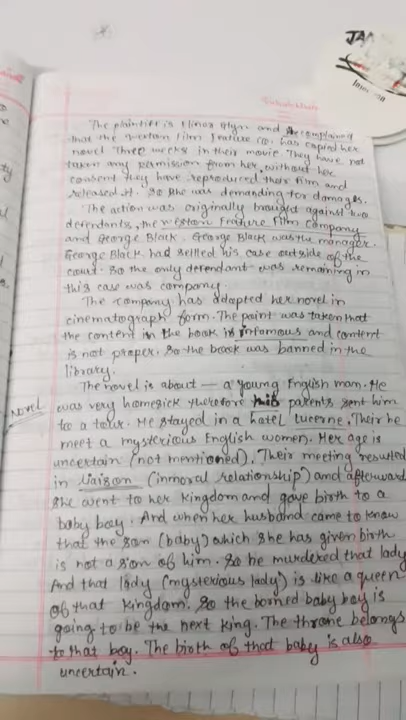 JAM
The plaintiff is Elinor Glyn and she complained
that the western Film Feature co. has copied her
novel Three weeks in their movie. They have not
taken any permission from her, without her
consent they have reproduced their film and
released it. So she was demanding for damages.
The action was originally brought against two
defendants, the western Feature Film company
and George Black. George Black was the manager.
George Black had settled his case outside of the
court. So the only defendant was remaining in
this case was company.
The company has adapted her novel in
cinematograph form. The point was taken that
the content in the book is infamous and content
is not proper. So the book was banned in the
library.
The novel is about — a young English man. He
Novel
was very homesick therefore his parents sent him
to a tour. He stayed in a hotel lucerne. Their he
meet a mysterious English women. Her age is
uncertain (not mentioned). Their meeting resulted
in liaison (inmoral relationship) and afterward
she went to her kingdom and gave birth to a
baby boy. And when her husband came to know
that the son (baby) which she has given birth
is not a son of him. So he murdered that lady
And that lady (mysterious lady) is like a queen
of that kingdom. So the borned baby boy is
going to be the next king. The throne belongs
to that boy. The birth of that baby is also
uncertain.